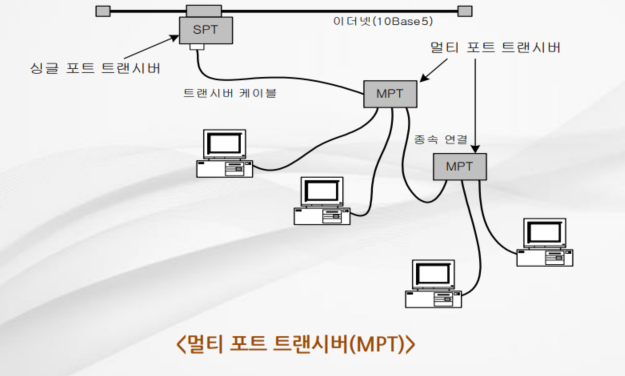 이더넷(10Base5)
SPT
멀티 포트 트랜시버
싱글 포트 트랜시버
트랜시버 케이블
MPT
종속 연결
MPT
<멀티 포트 트랜시버(MPT)>